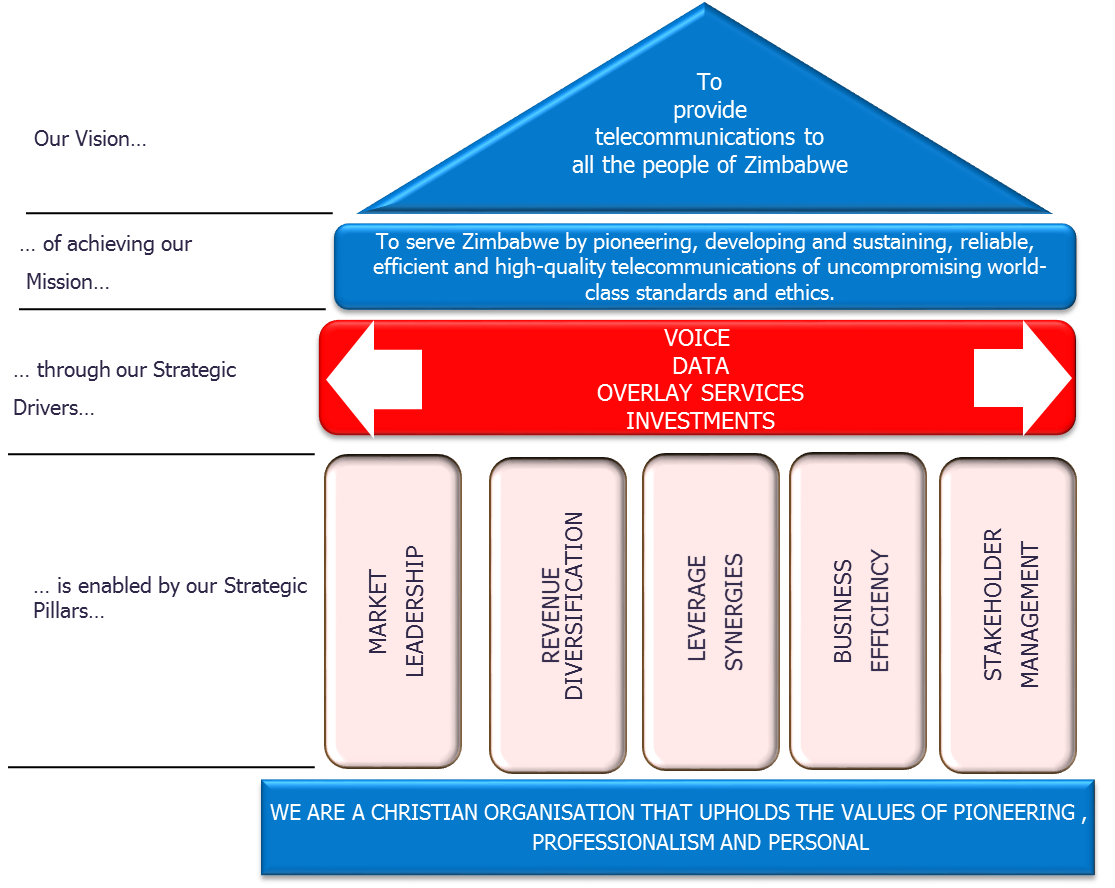 To
provide
telecommunications to
all the people of Zimbabwe
Our Vision…
… of achieving our
Mission…
To serve Zimbabwe by pioneering, developing and sustaining, reliable,
efficient and high-quality telecommunications of uncompromising world-
class standards and ethics.
… through our Strategic
Drivers…
VOICE
DATA
OVERLAY SERVICES
INVESTMENTS
… is enabled by our Strategic
Pillars…
MARKET
LEADERSHIP
REVENUE
DIVERSIFICATION
LEVERAGE
SYNERGIES
BUSINESS
EFFICIENCY
STAKEHOLDER
MANAGEMENT
WE ARE A CHRISTIAN ORGANISATION THAT UPHOLDS THE VALUES OF PIONEERING ,
PROFESSIONALISM AND PERSONAL